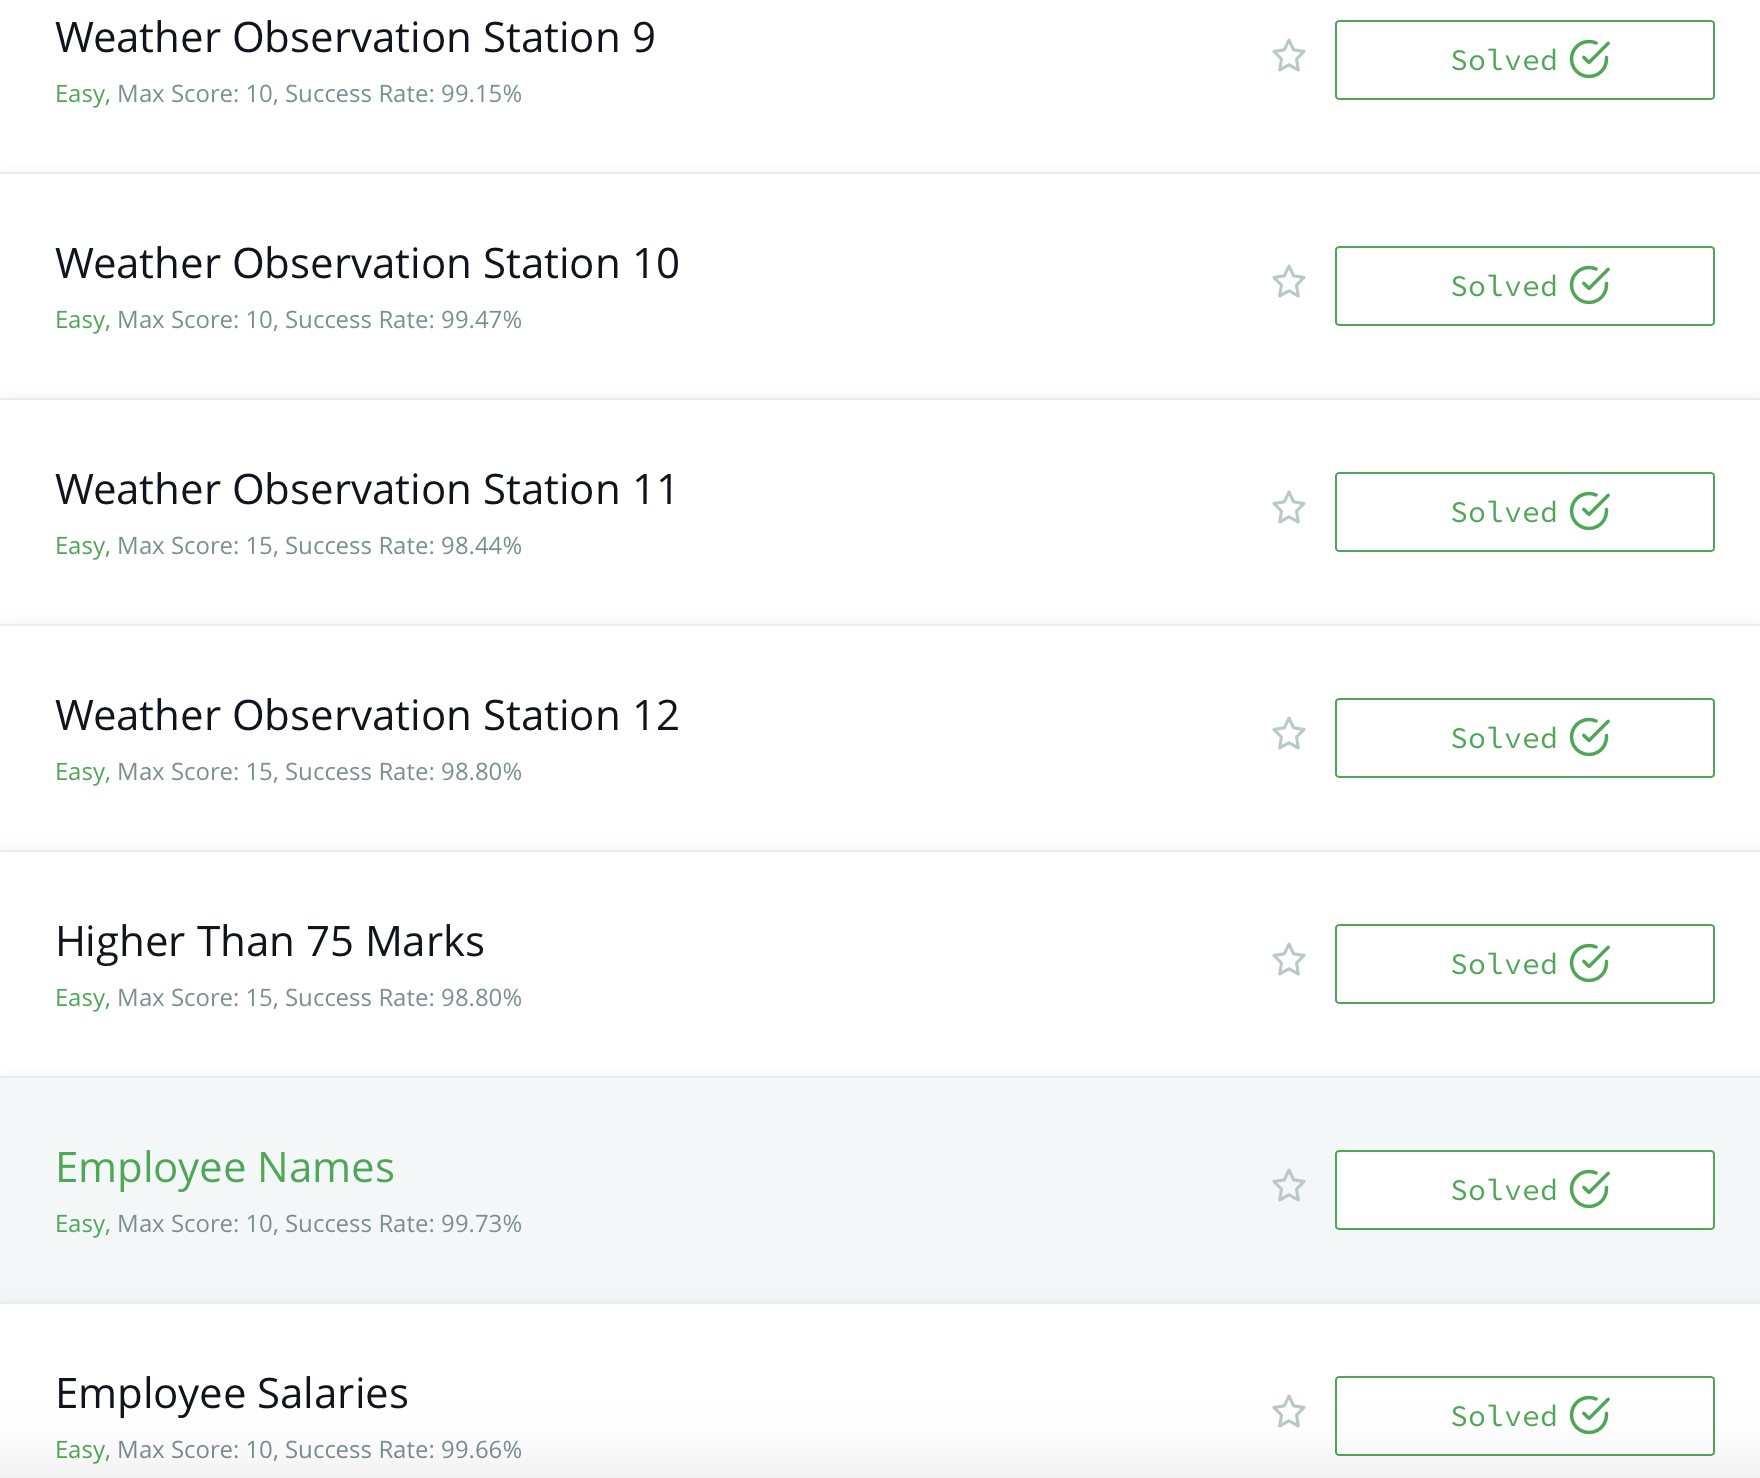 Weather Observation Station 9
Easy, Max Score: 10, Success Rate: 99.15%
Solved
Weather Observation Station 10
Easy, Max Score: 10, Success Rate: 99.47%
Solved
Weather Observation Station 11
Easy, Max Score: 15, Success Rate: 98.44%
Solved
Weather Observation Station 12
Easy, Max Score: 15, Success Rate: 98.80%
Solved
Higher Than 75 Marks
Easy, Max Score: 15, Success Rate: 98.80%
Solved
Employee Names
Easy, Max Score: 10, Success Rate: 99.73%
Solved
Employee Salaries
Easy, Max Score: 10, Success Rate: 99.66%
Solved